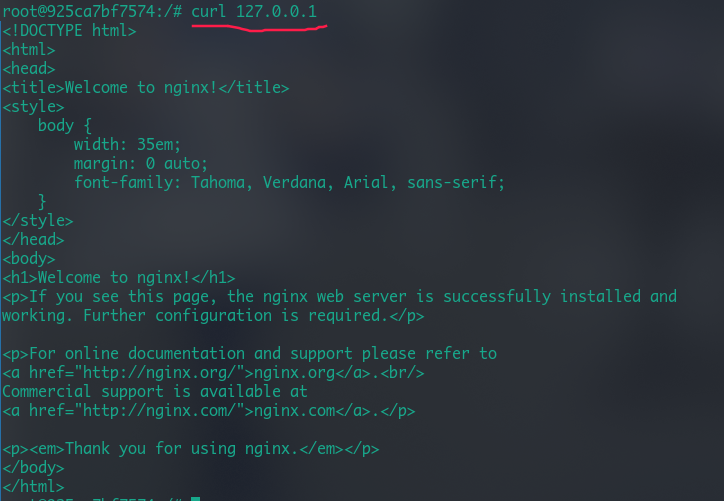 root@925ca7bf7574:/# curl 127.0.0.1
<!DOCTYPE html>
<html>
<head>
<title>Welcome to nginx!</title>
<style>
    body {
        width: 35em;
        margin: 0 auto;
        font-family: Tahoma, Verdana, Arial, sans-serif;
    }
</style>
</head>
<body>
<h1>Welcome to nginx!</h1>
<p>If you see this page, the nginx web server is successfully installed and
working. Further configuration is required.</p>

<p>For online documentation and support please refer to
<a href="http://nginx.org/">nginx.org</a>.<br/>
Commercial support is available at
<a href="http://nginx.com/">nginx.com</a>.</p>

<p><em>Thank you for using nginx.</em></p>
</body>
</html>
root@925ca7bf7574:/#